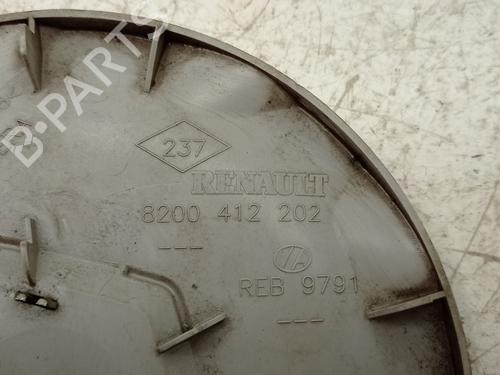 237
RENAULT
8200 412 202
---
REB 9791
---
B-PARTS